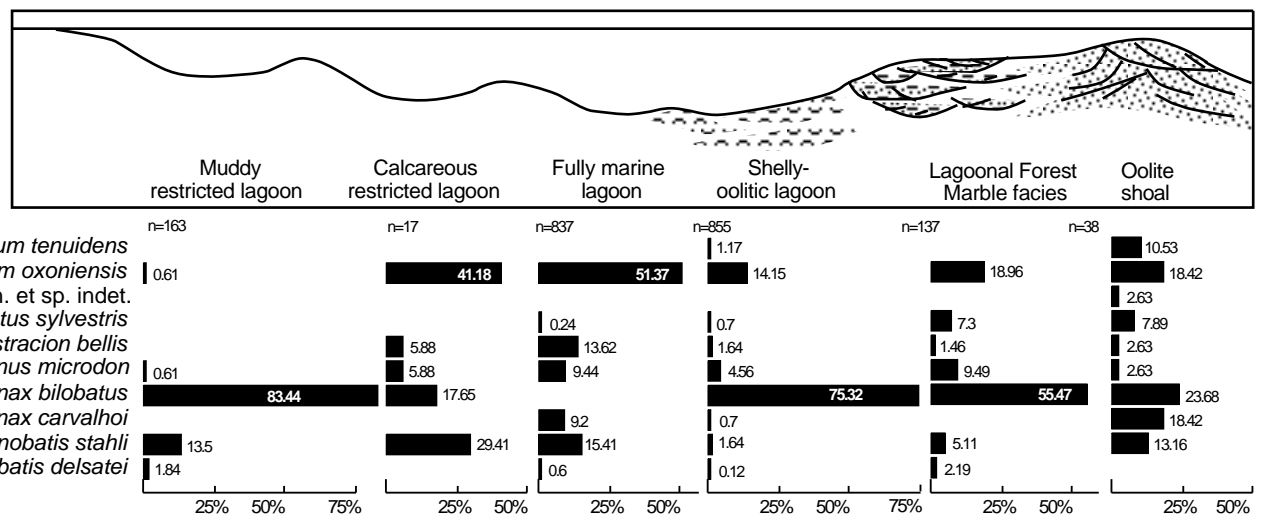 Muddy restricted lagoon
Calcareous restricted lagoon
Fully marine lagoon
Shelly-oolitic lagoon
Lagoonal Forest Marble facies
Oolite shoal
n=163 n=17 n=837 n=855 n=137 n=38
um tenuidens 1.17 10.53
m oxoniensis 0.61 41.18 51.37 14.15 18.96 18.42
n. et sp. indet. 2.63
tus sylvestris 0.24 0.7 7.3 7.89
stracion bellis 5.88 13.62 1.64 1.46 2.63
nus microdon 0.61 5.88 9.44 4.56 9.49 2.63
nax bilobatus 83.44 17.65 75.32 55.47 23.68
nax carvalhoi 9.2 0.7 18.42
nobatis stahli 13.5 29.41 15.41 1.64 5.11 13.16
batis delsatei 1.84 0.6 0.12 2.19
25% 50% 75% 25% 50% 25% 50% 25% 50% 75% 25% 50% 25% 50%